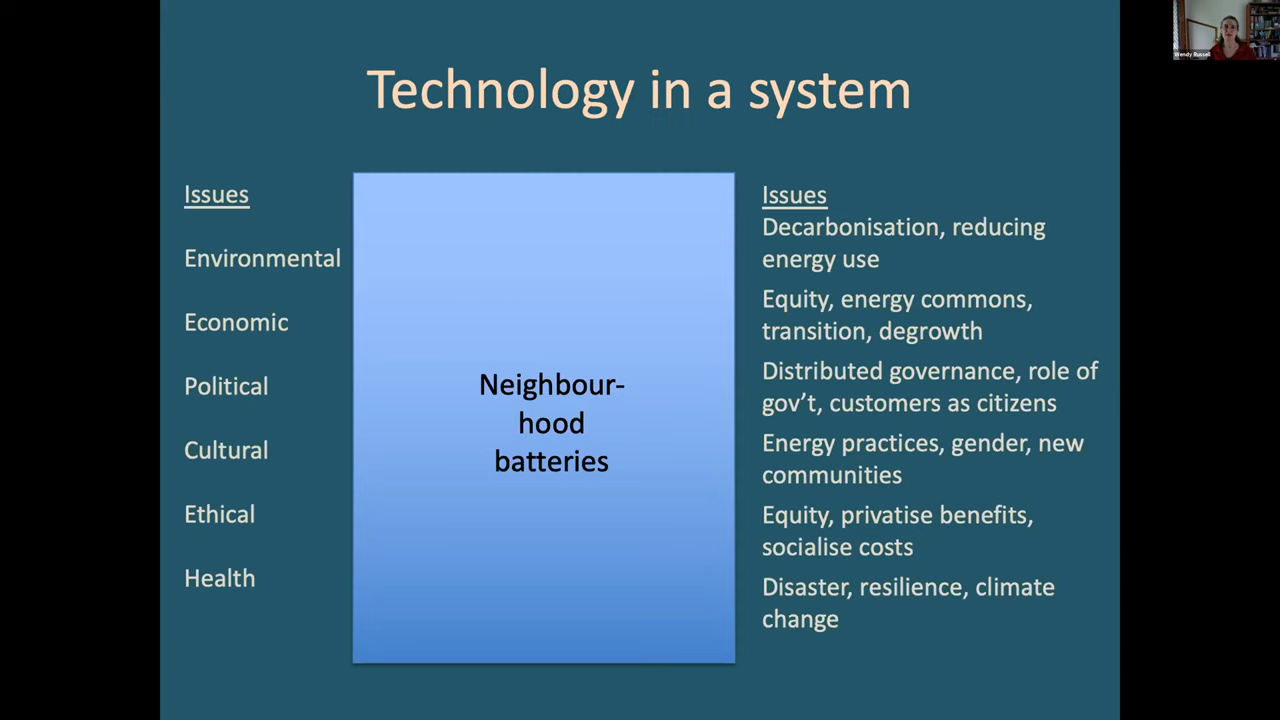 Technology in a system
Issues
Environmental
Economic
Political
Cultural
Ethical
Health
Neighbour-
hood
batteries
Issues
Decarbonisation, reducing
energy use
Equity, energy commons,
transition, degrowth
Distributed governance, role of
gov’t, customers as citizens
Energy practices, gender, new
communities
Equity, privatise benefits,
socialise costs
Disaster, resilience, climate
change
Wendy Russell